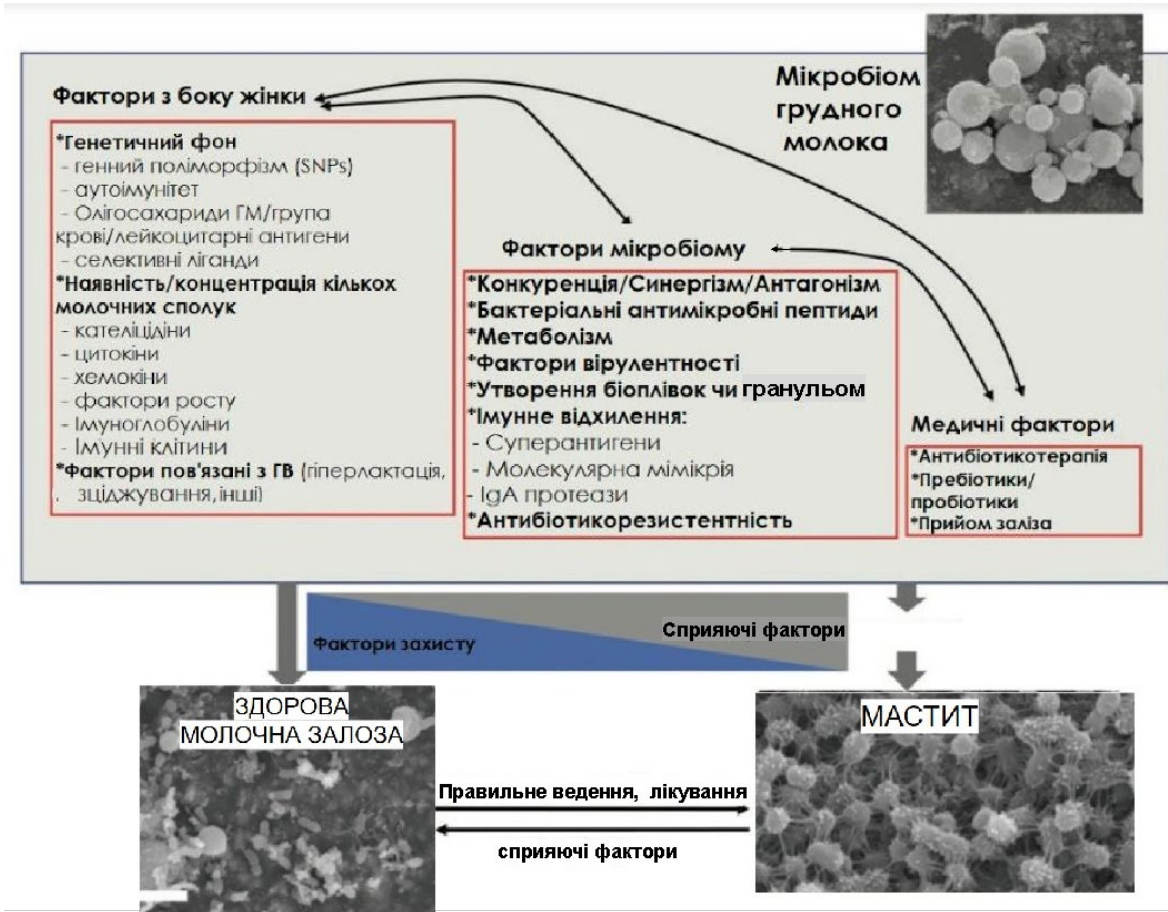 Мікробіом
грудного
молока
Фактори з боку жінки
*Генетичний фон
- генний поліморфізм (SNPs)
- аутоімунітет
- Олігосахариди ГМ/група
крові/лейкоцитарні антигени
- селективні ліганди
*Наявність/концентрація кількох
молочних сполук
- кателіцідіни
- цитокіни
- хемокіни
- фактори росту
- Імуноглобуліни
- Імунні клітини
*Фактори пов'язані з ГВ (гіперлактація,
. зціджування, інші)
Фактори мікробіому
*Конкуренція/Синергізм/Антагонізм
*Бактеріальні антимікробні пептиди
*Метаболізм
*Фактори вірулентності
*Утворення біоплівок чи гранульом
*Імунне відхилення:
- Суперантигени
- Молекулярна мімікрія
- IgA протеази
*Антибіотикорезистентність
Медичні фактори
*Антибіотикотерапія
*Пребіотики/
пробіотики
*Прийом заліза
Фактори захисту
Сприяючі фактори
ЗДОРОВА
МОЛОЧНА ЗАЛОЗА
МАСТИТ
Правильне ведення, лікування
сприяючі фактори